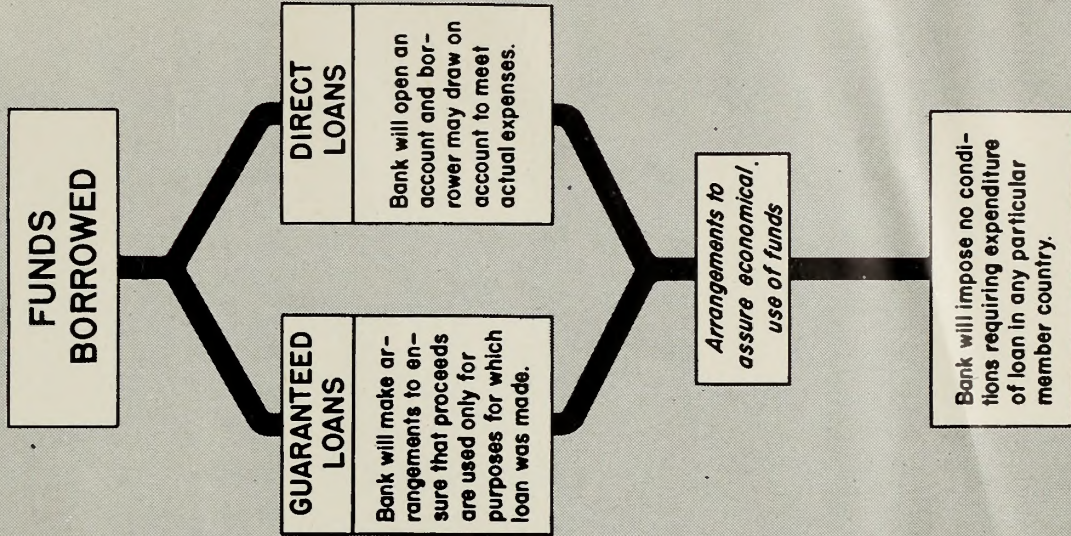 FUNDS
BORROWED
GUARANTEED
LOANS
Bank will make ar-
rangements to en-
sure that proceeds
are used only for
purposes for which
loan was made.
DIRECT
LOANS
Bank will open an
account and bor-
rower may draw on
account to meet
actual expenses.
Arrangements to
assure economical.
use of funds
Bank will impose no condi-
tions requiring expenditure
of loan in any particular
member country.